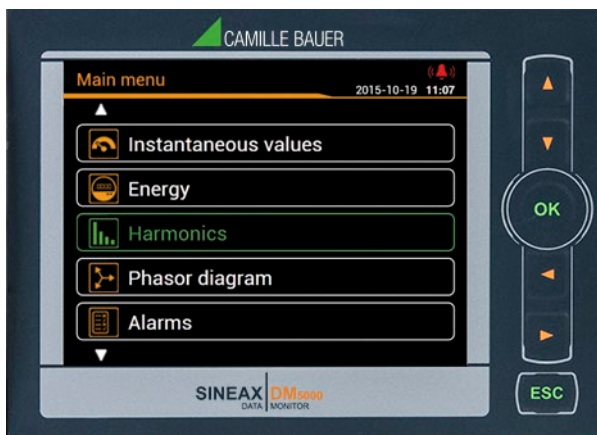 CAMILLE BAUER
Main menu
2015-10-19 11:07
Instantaneous values
Energy
Harmonics
Phasor diagram
Alarms
OK
ESC
SINEAX DM5000
DATA MONITOR